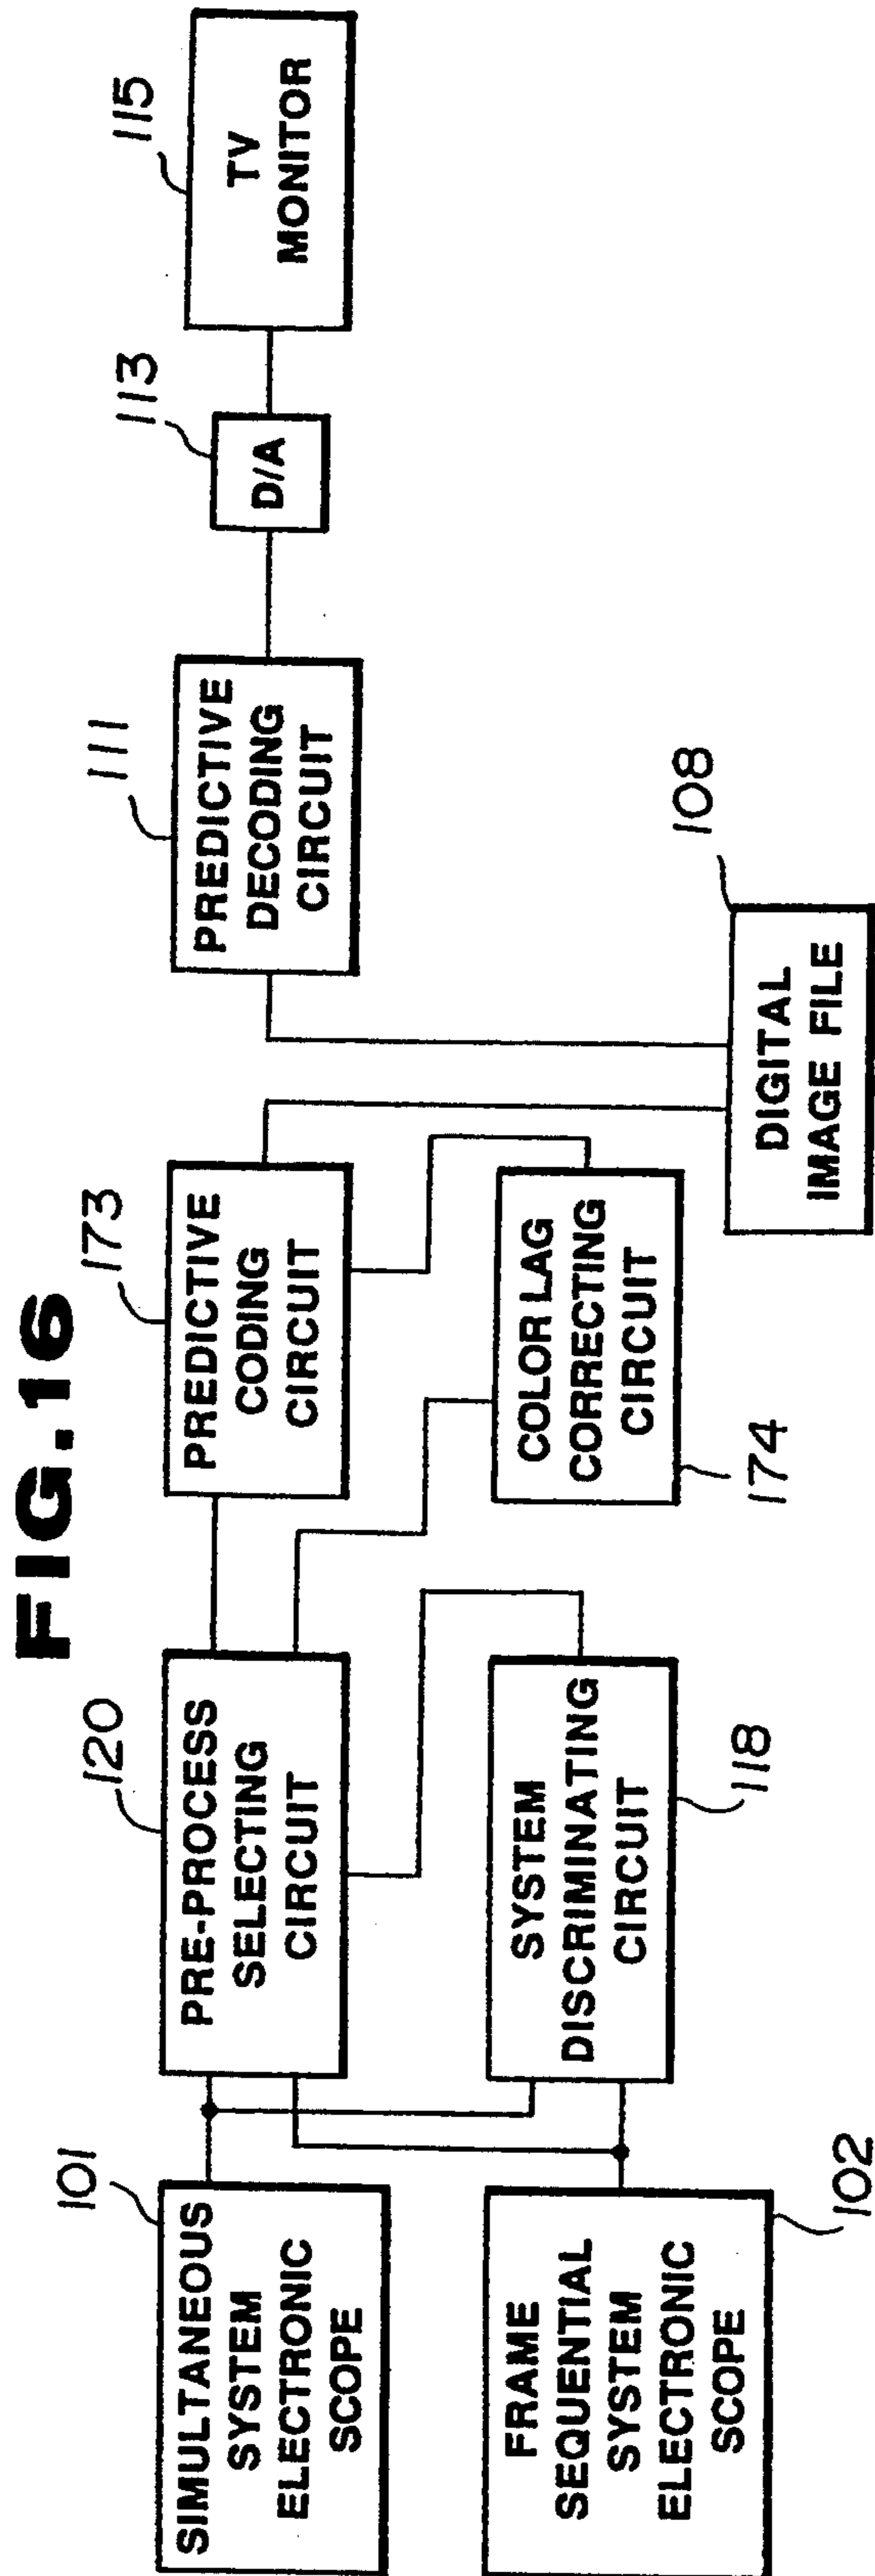 FIG.16
101
SIMULTANEOUS
SYSTEM
ELECTRONIC
SCOPE
FRAME
SEQUENTIAL
SYSTEM
ELECTRONIC
SCOPE
102
120
PRE-PROCESS
SELECTING
CIRCUIT
SYSTEM
DISCRIMINATING
CIRCUIT
118
173
PREDICTIVE
CODING
CIRCUIT
COLOR LAG
CORRECTING
CIRCUIT
174
108
DIGITAL
IMAGE FILE
111
PREDICTIVE
DECODING
CIRCUIT
113
D/A
115
TV
MONITOR